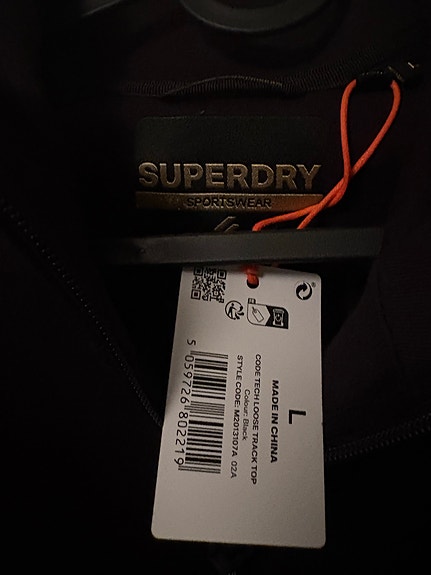 SUPERDRY
SPORTSWEAR
L
MADE IN CHINA
CODE TECH LOOSE TRACK TOP
Colour: Black
STYLE CODE: M2013107A 02A
5 059726 802219